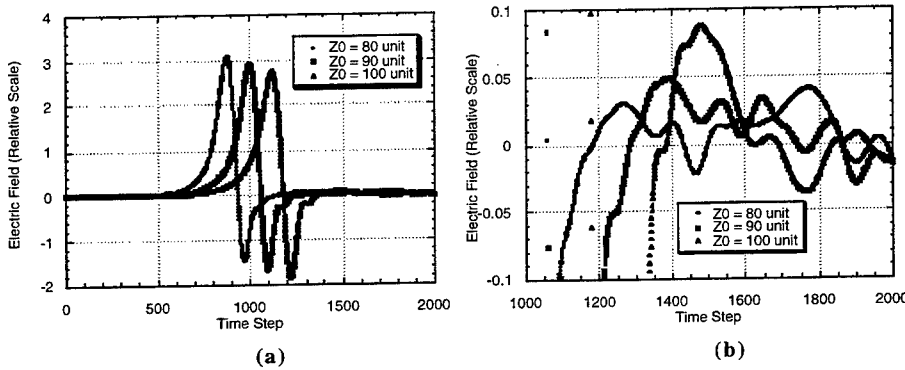 4
3
2
1
0
-1
-2
Electric Field (Relative Scale)
Z0 = 80 unit
Z0 = 90 unit
Z0 = 100 unit
0
500
1000
1500
2000
Time Step
(a)
0.1
0.05
0
-0.05
-0.1
Electric Field (Relative Scale)
Z0 = 80 unit
Z0 = 90 unit
Z0 = 100 unit
1000
1200
1400
1600
1800
2000
Time Step
(b)